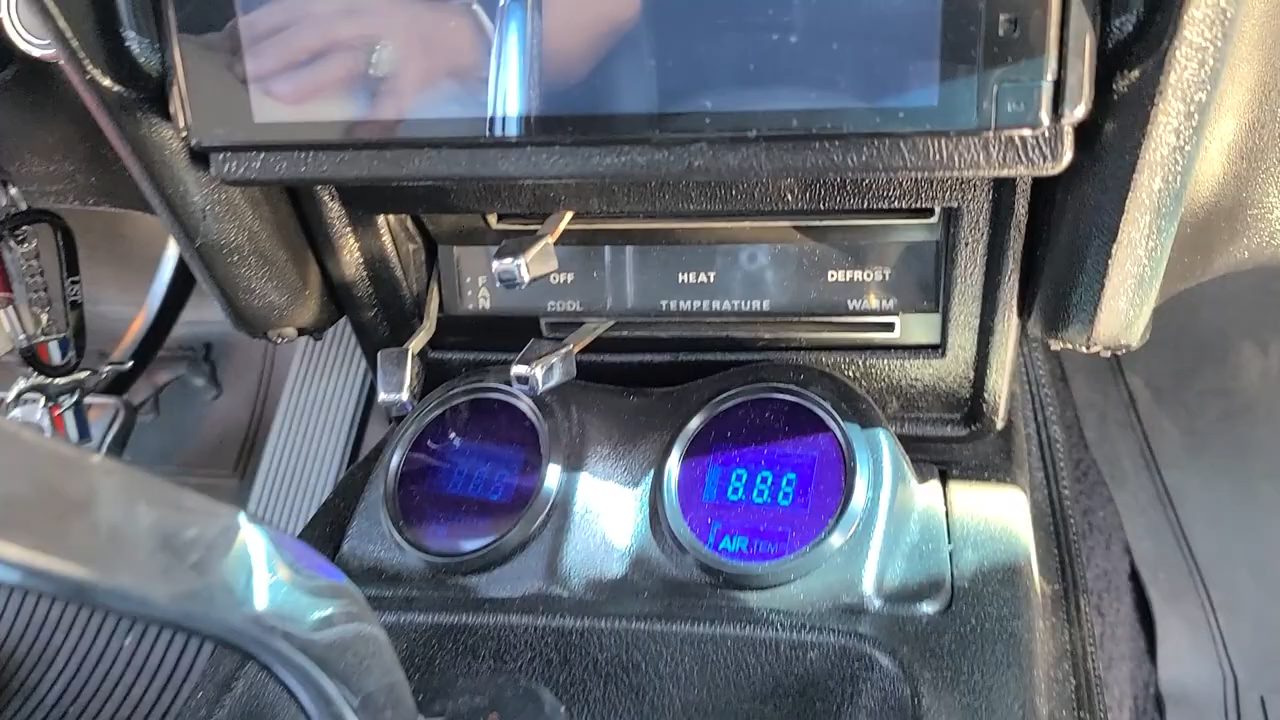 FAN
OFF
HEAT
DEFROST
COOL
TEMPERATURE
WARM
8.8.8
AIR TEM